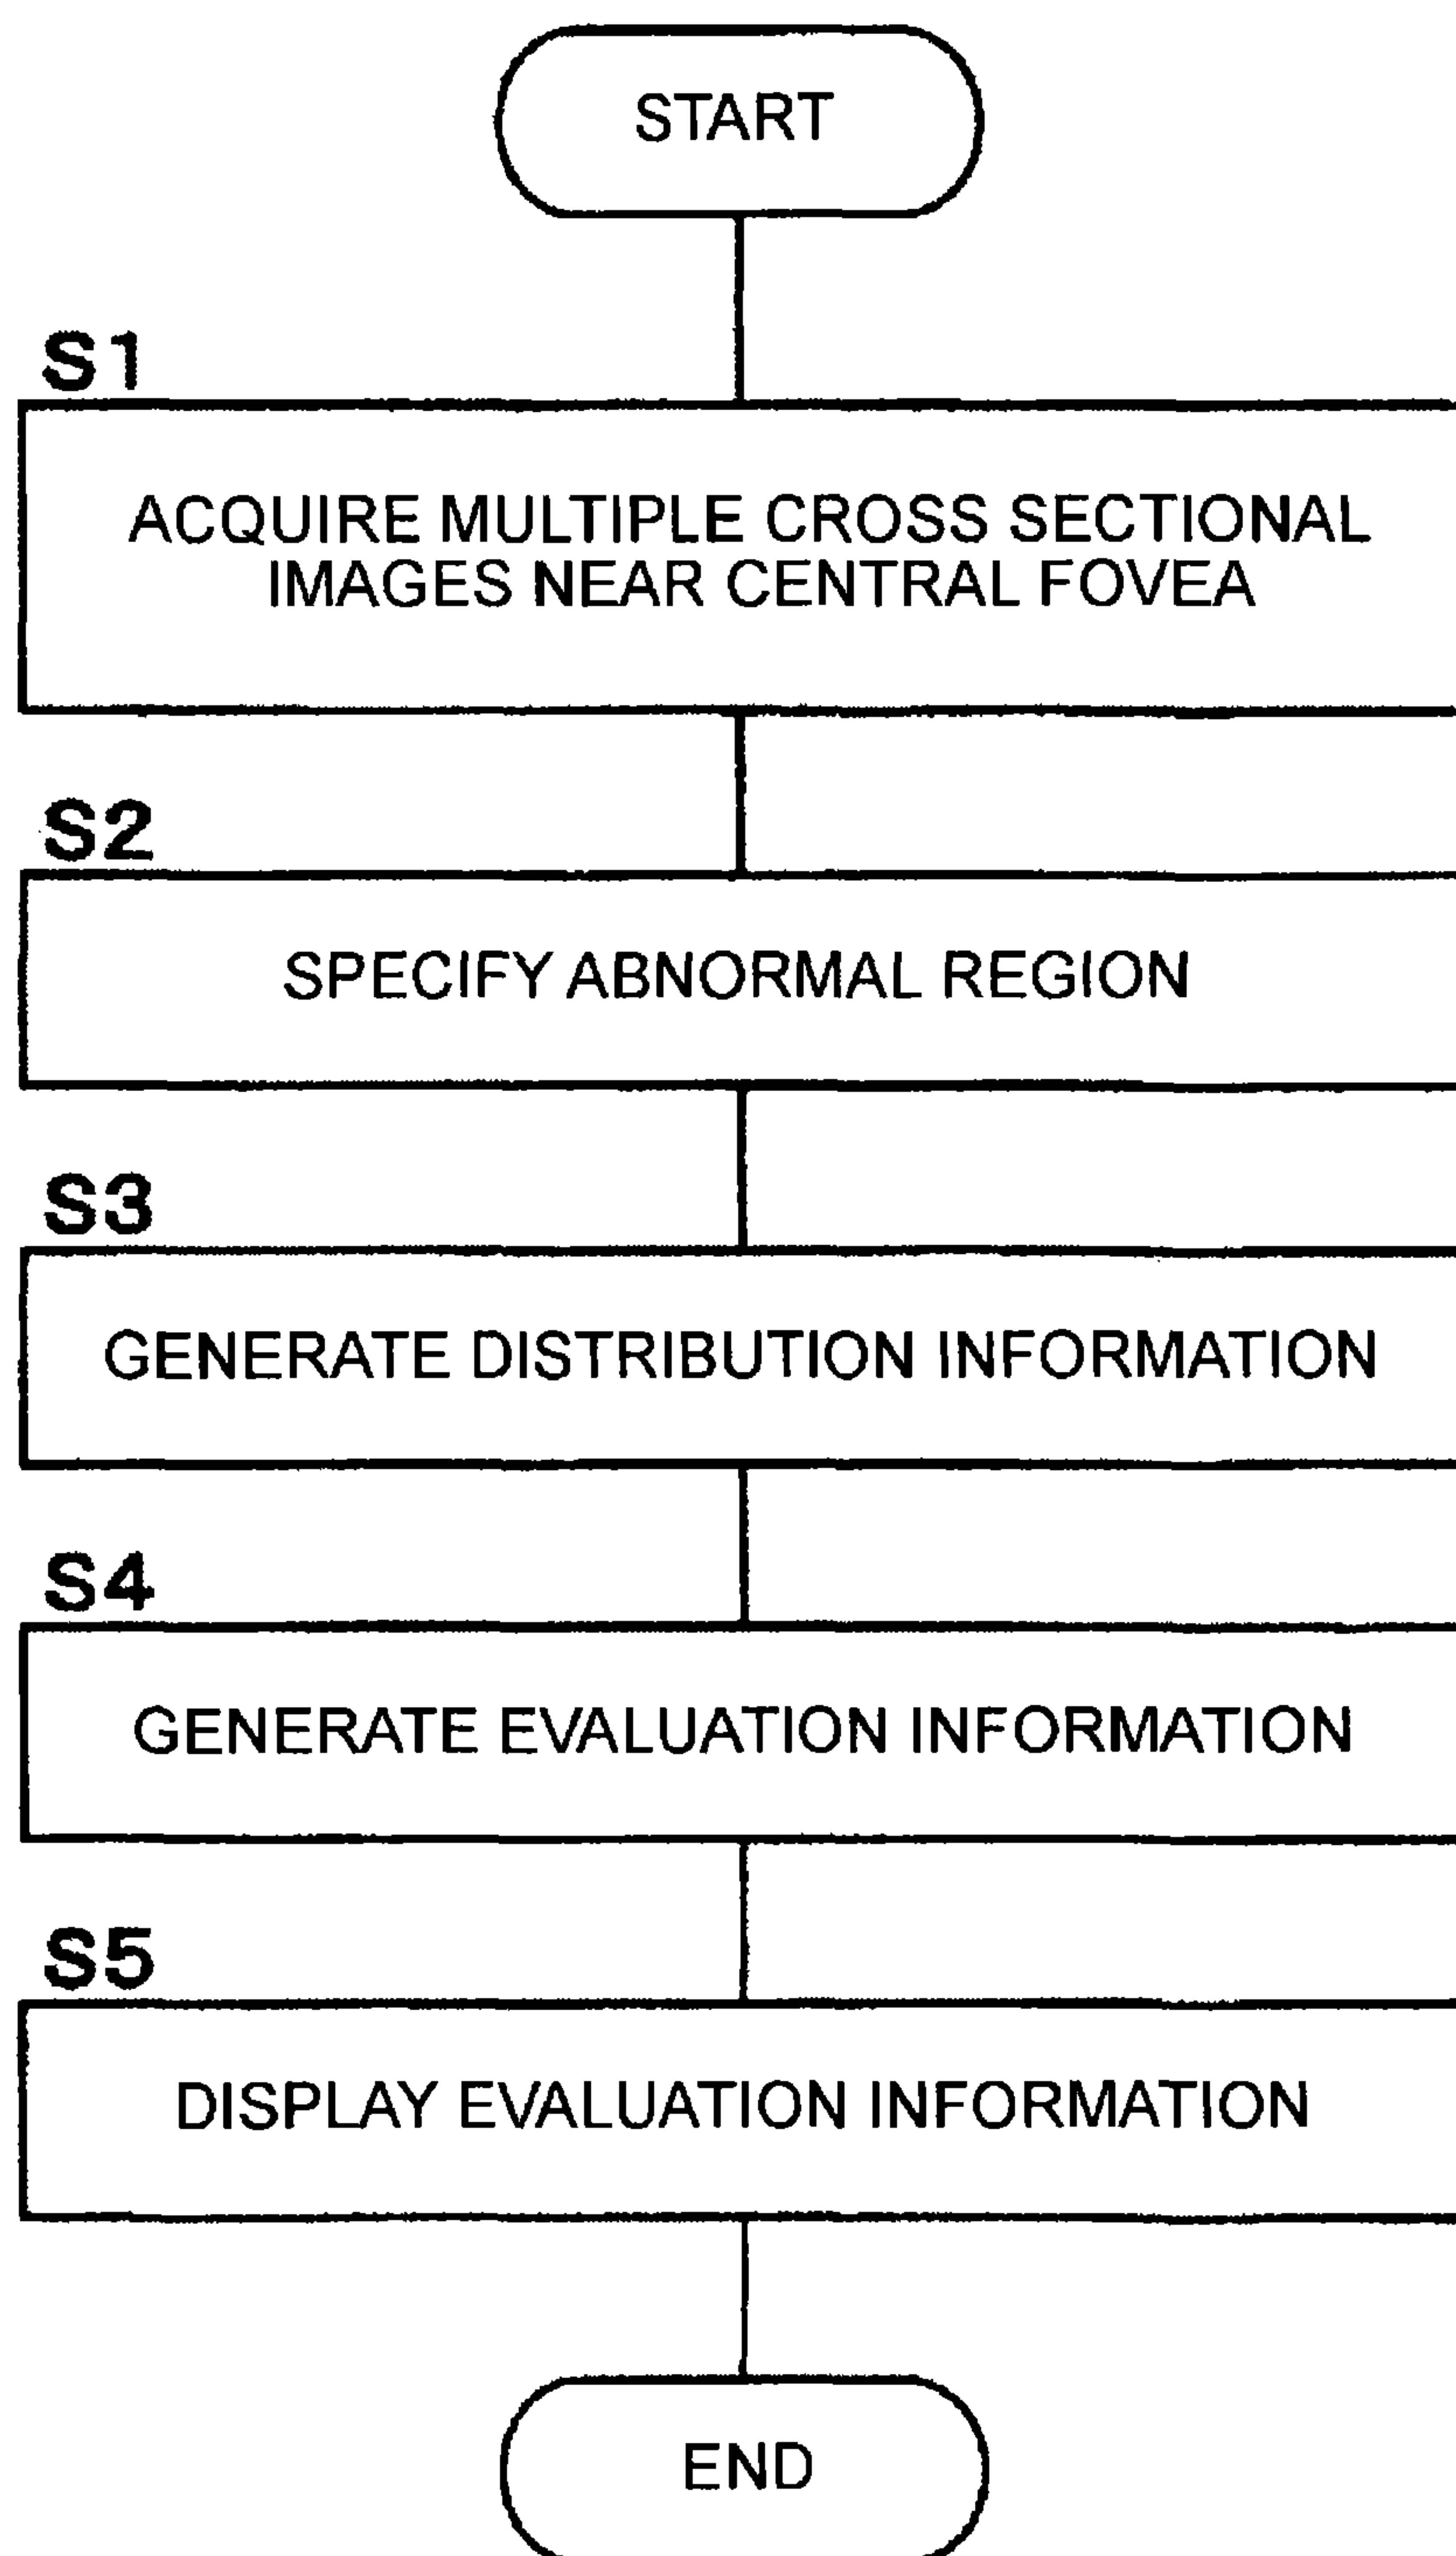 START
S1
ACQUIRE MULTIPLE CROSS SECTIONAL
IMAGES NEAR CENTRAL FOVEA
S2
SPECIFY ABNORMAL REGION
S3
GENERATE DISTRIBUTION INFORMATION
S4
GENERATE EVALUATION INFORMATION
S5
DISPLAY EVALUATION INFORMATION
END